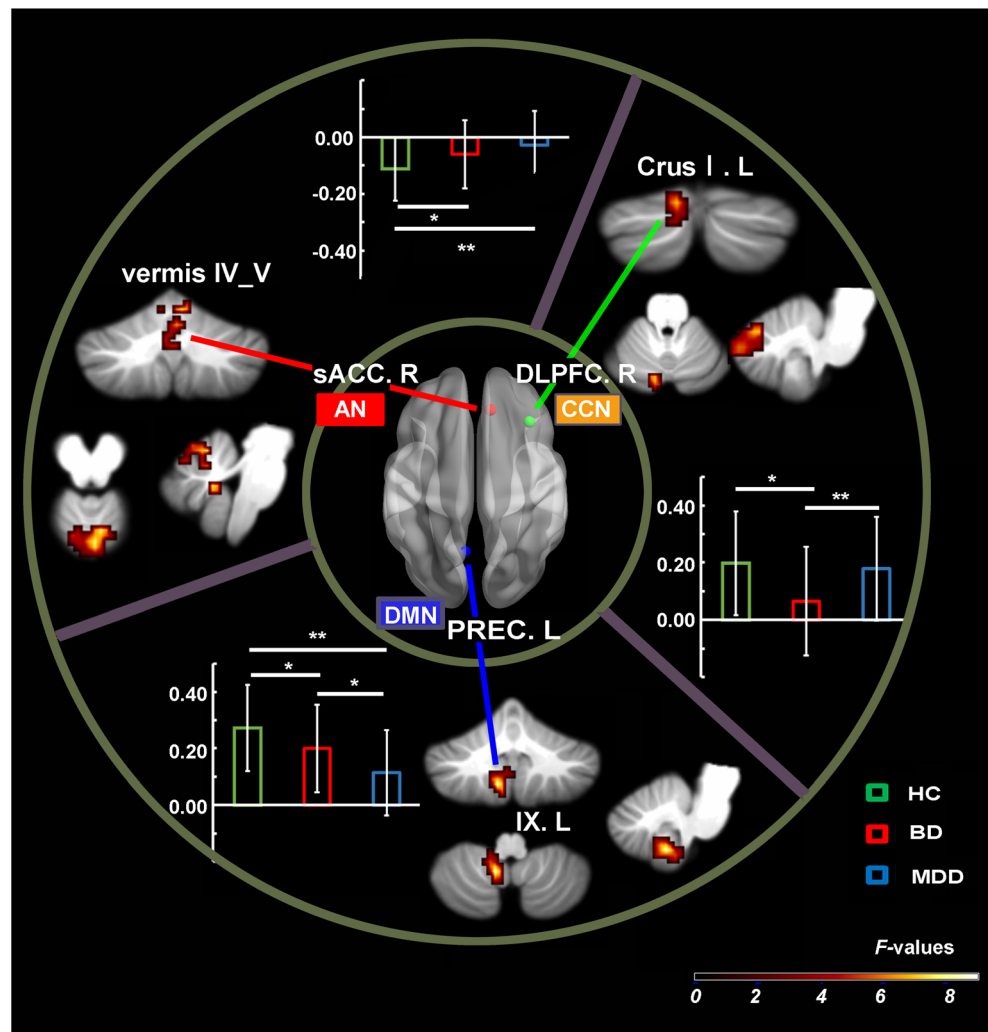 0.00
-0.20
-0.40
*
**
Crus I . L
vermis IV_V
sACC. R
AN
DLPFC. R
CCN
DMN
PREC. L
0.40
0.20
0.00
*
**
0.40
0.20
0.00
**
*
*
IX. L
HC
BD
MDD
F-values
0 2 4 6 8